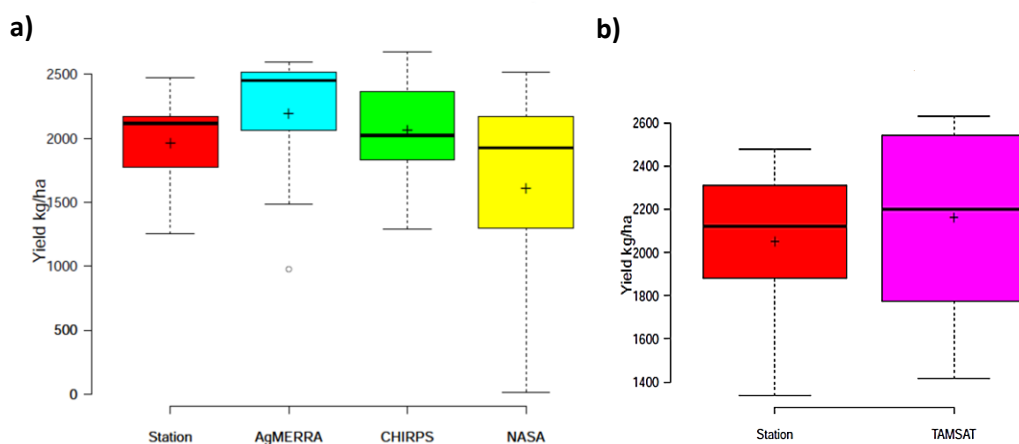 a)
Yield kg/ha
2500
2000
1500
1000
500
0
Station AgMERRA CHIRPS NASA
b)
Yield kg/ha
2600
2400
2200
2000
1800
1600
1400
Station TAMSAT